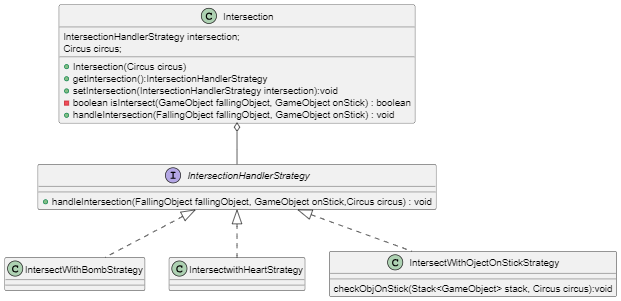 C Intersection
IntersectionHandlerStrategy intersection;
Circus circus;
Intersection(Circus circus)
getIntersection():IntersectionHandlerStrategy
setIntersection(IntersectionHandlerStrategy intersection):void
boolean isIntersect(GameObject fallingObject, GameObject onStick) : boolean
handleIntersection(FallingObject fallingObject, GameObject onStick) : void
I IntersectionHandlerStrategy
handleIntersection(FallingObject fallingObject, GameObject onStick,Circus circus) : void
C IntersectWithBombStrategy
C IntersectwithHeartStrategy
C IntersectWithOjectOnStickStrategy
checkObjOnStick(Stack<GameObject> stack, Circus circus):void